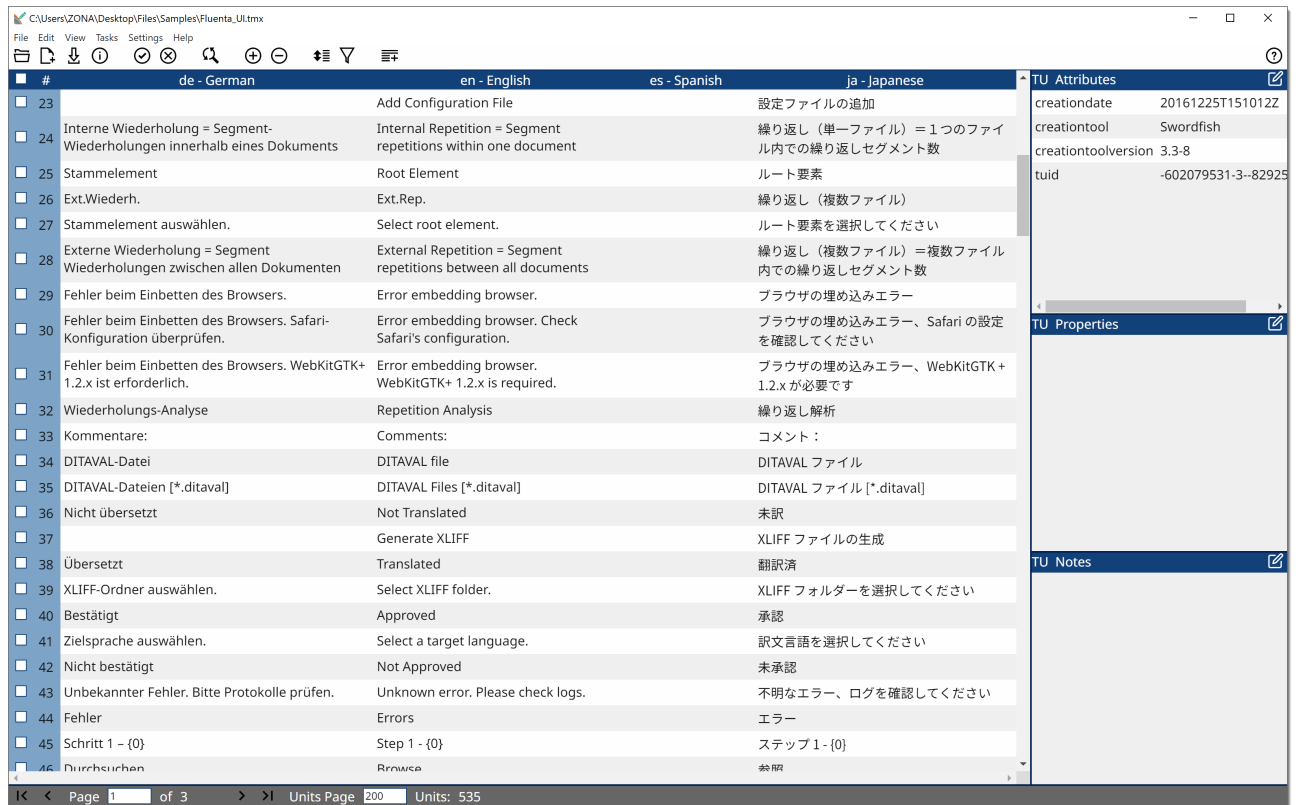 C:\Users\ZONA\Desktop\Files\Samples\Fluenta_UI.tmx
File Edit View Tasks Settings Help
# de - German en - English es - Spanish ja - Japanese
23 Add Configuration File 設定ファイルの追加
24 Interne Wiederholung = Segment- Internal Repetition = Segment 繰り返し（単一ファイル）＝１つのファイ
Wiederholungen innerhalb eines Dokuments repetitions within one document ル内での繰り返しセグメント数
25 Stammelement Root Element ルート要素
26 Ext.Wiederh. Ext.Rep. 繰り返し（複数ファイル）
27 Stammelement auswählen. Select root element. ルート要素を選択してください
28 Externe Wiederholung = Segment External Repetition = Segment 繰り返し（複数ファイル）＝複数ファイル
Wiederholungen zwischen allen Dokumenten repetitions between all documents 内での繰り返しセグメント数
29 Fehler beim Einbetten des Browsers. Error embedding browser. ブラウザの埋め込みエラー
30 Fehler beim Einbetten des Browsers. Safari- Error embedding browser. Check ブラウザの埋め込みエラー、Safari の設定
Konfiguration überprüfen. Safari's configuration. を確認してください
31 Fehler beim Einbetten des Browsers. WebKitGTK+ Error embedding browser. ブラウザの埋め込みエラー、WebKitGTK +
1.2.x ist erforderlich. WebKitGTK+ 1.2.x is required. 1.2.x が必要です
32 Wiederholungs-Analyse Repetition Analysis 繰り返し解析
33 Kommentare: Comments: コメント：
34 DITAVAL-Datei DITAVAL file DITAVAL ファイル
35 DITAVAL-Dateien [*.ditaval] DITAVAL Files [*.ditaval] DITAVAL ファイル [*.ditaval]
36 Nicht übersetzt Not Translated 未訳
37 Generate XLIFF XLIFF ファイルの生成
38 Übersetzt Translated 翻訳済
39 XLIFF-Ordner auswählen. Select XLIFF folder. XLIFF フォルダーを選択してください
40 Bestätigt Approved 承認
41 Zielsprache auswählen. Select a target language. 訳文言語を選択してください
42 Nicht bestätigt Not Approved 未承認
43 Unbekannter Fehler. Bitte Protokolle prüfen. Unknown error. Please check logs. 不明なエラー、ログを確認してください
44 Fehler Errors エラー
45 Schritt 1 – {0} Step 1 - {0} ステップ 1 - {0}
46 Durchsuchen Browse 参照
TU Attributes
creationdate 20161225T151012Z
creationtool Swordfish
creationtoolversion 3.3-8
tuid -602079531-3--82925
TU Properties
TU Notes
Page 1 of 3 Units Page 200 Units: 535